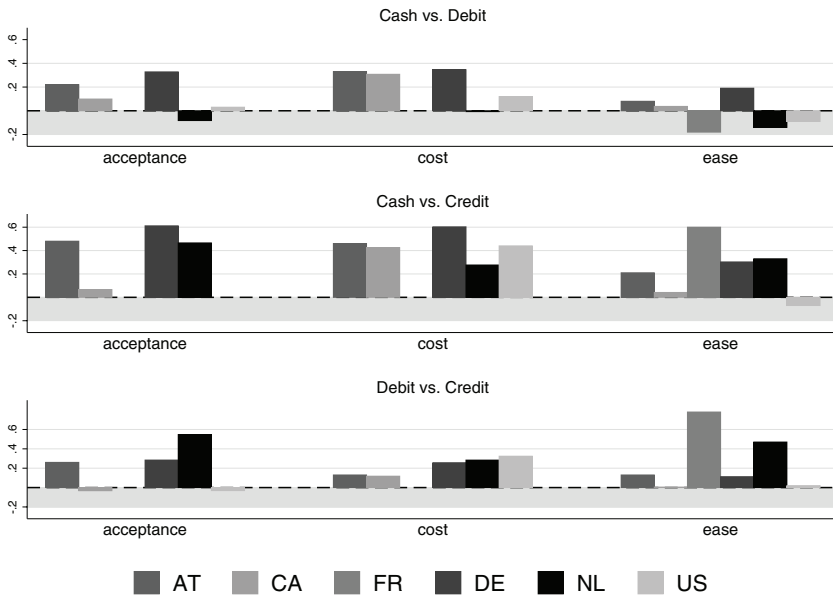 Cash vs. Debit
.6
.4
.2
-.2
acceptance cost ease
Cash vs. Credit
.6
.4
.2
-.2
acceptance cost ease
Debit vs. Credit
.6
.4
.2
-.2
acceptance cost ease
AT CA FR DE NL US